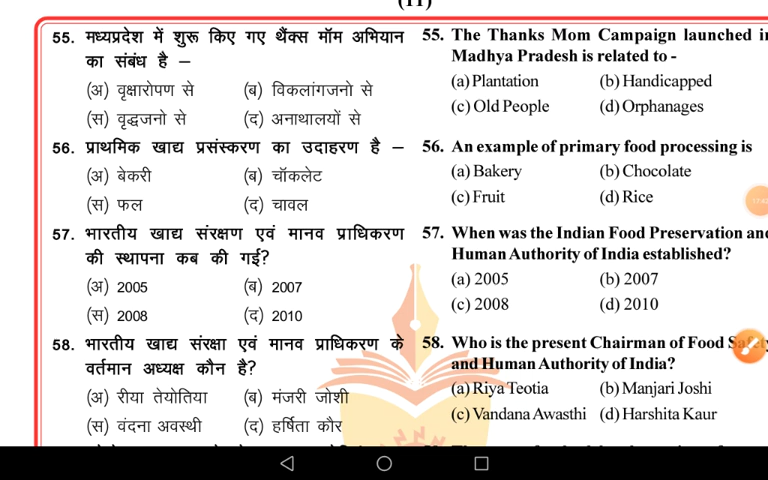 (11)
55. मध्यप्रदेश में शुरू किए गए थैंक्स मॉम अभियान
का संबंध है –
(अ) वृक्षारोपण से (ब) विकलांगजनो से
(स) वृद्धजनो से (द) अनाथालयों से
56. प्राथमिक खाद्य प्रसंस्करण का उदाहरण है –
(अ) बेकरी (ब) चॉकलेट
(स) फल (द) चावल
57. भारतीय खाद्य संरक्षण एवं मानव प्राधिकरण
की स्थापना कब की गई?
(अ) 2005 (ब) 2007
(स) 2008 (द) 2010
58. भारतीय खाद्य संरक्षा एवं मानव प्राधिकरण के
वर्तमान अध्यक्ष कौन है?
(अ) रीया तेयोतिया (ब) मंजरी जोशी
(स) वंदना अवस्थी (द) हर्षिता कौर
55. The Thanks Mom Campaign launched in
Madhya Pradesh is related to -
(a) Plantation (b) Handicapped
(c) Old People (d) Orphanages
56. An example of primary food processing is
(a) Bakery (b) Chocolate
(c) Fruit (d) Rice
57. When was the Indian Food Preservation and
Human Authority of India established?
(a) 2005 (b) 2007
(c) 2008 (d) 2010
58. Who is the present Chairman of Food Safety
and Human Authority of India?
(a) Riya Teotia (b) Manjari Joshi
(c) Vandana Awasthi (d) Harshita Kaur